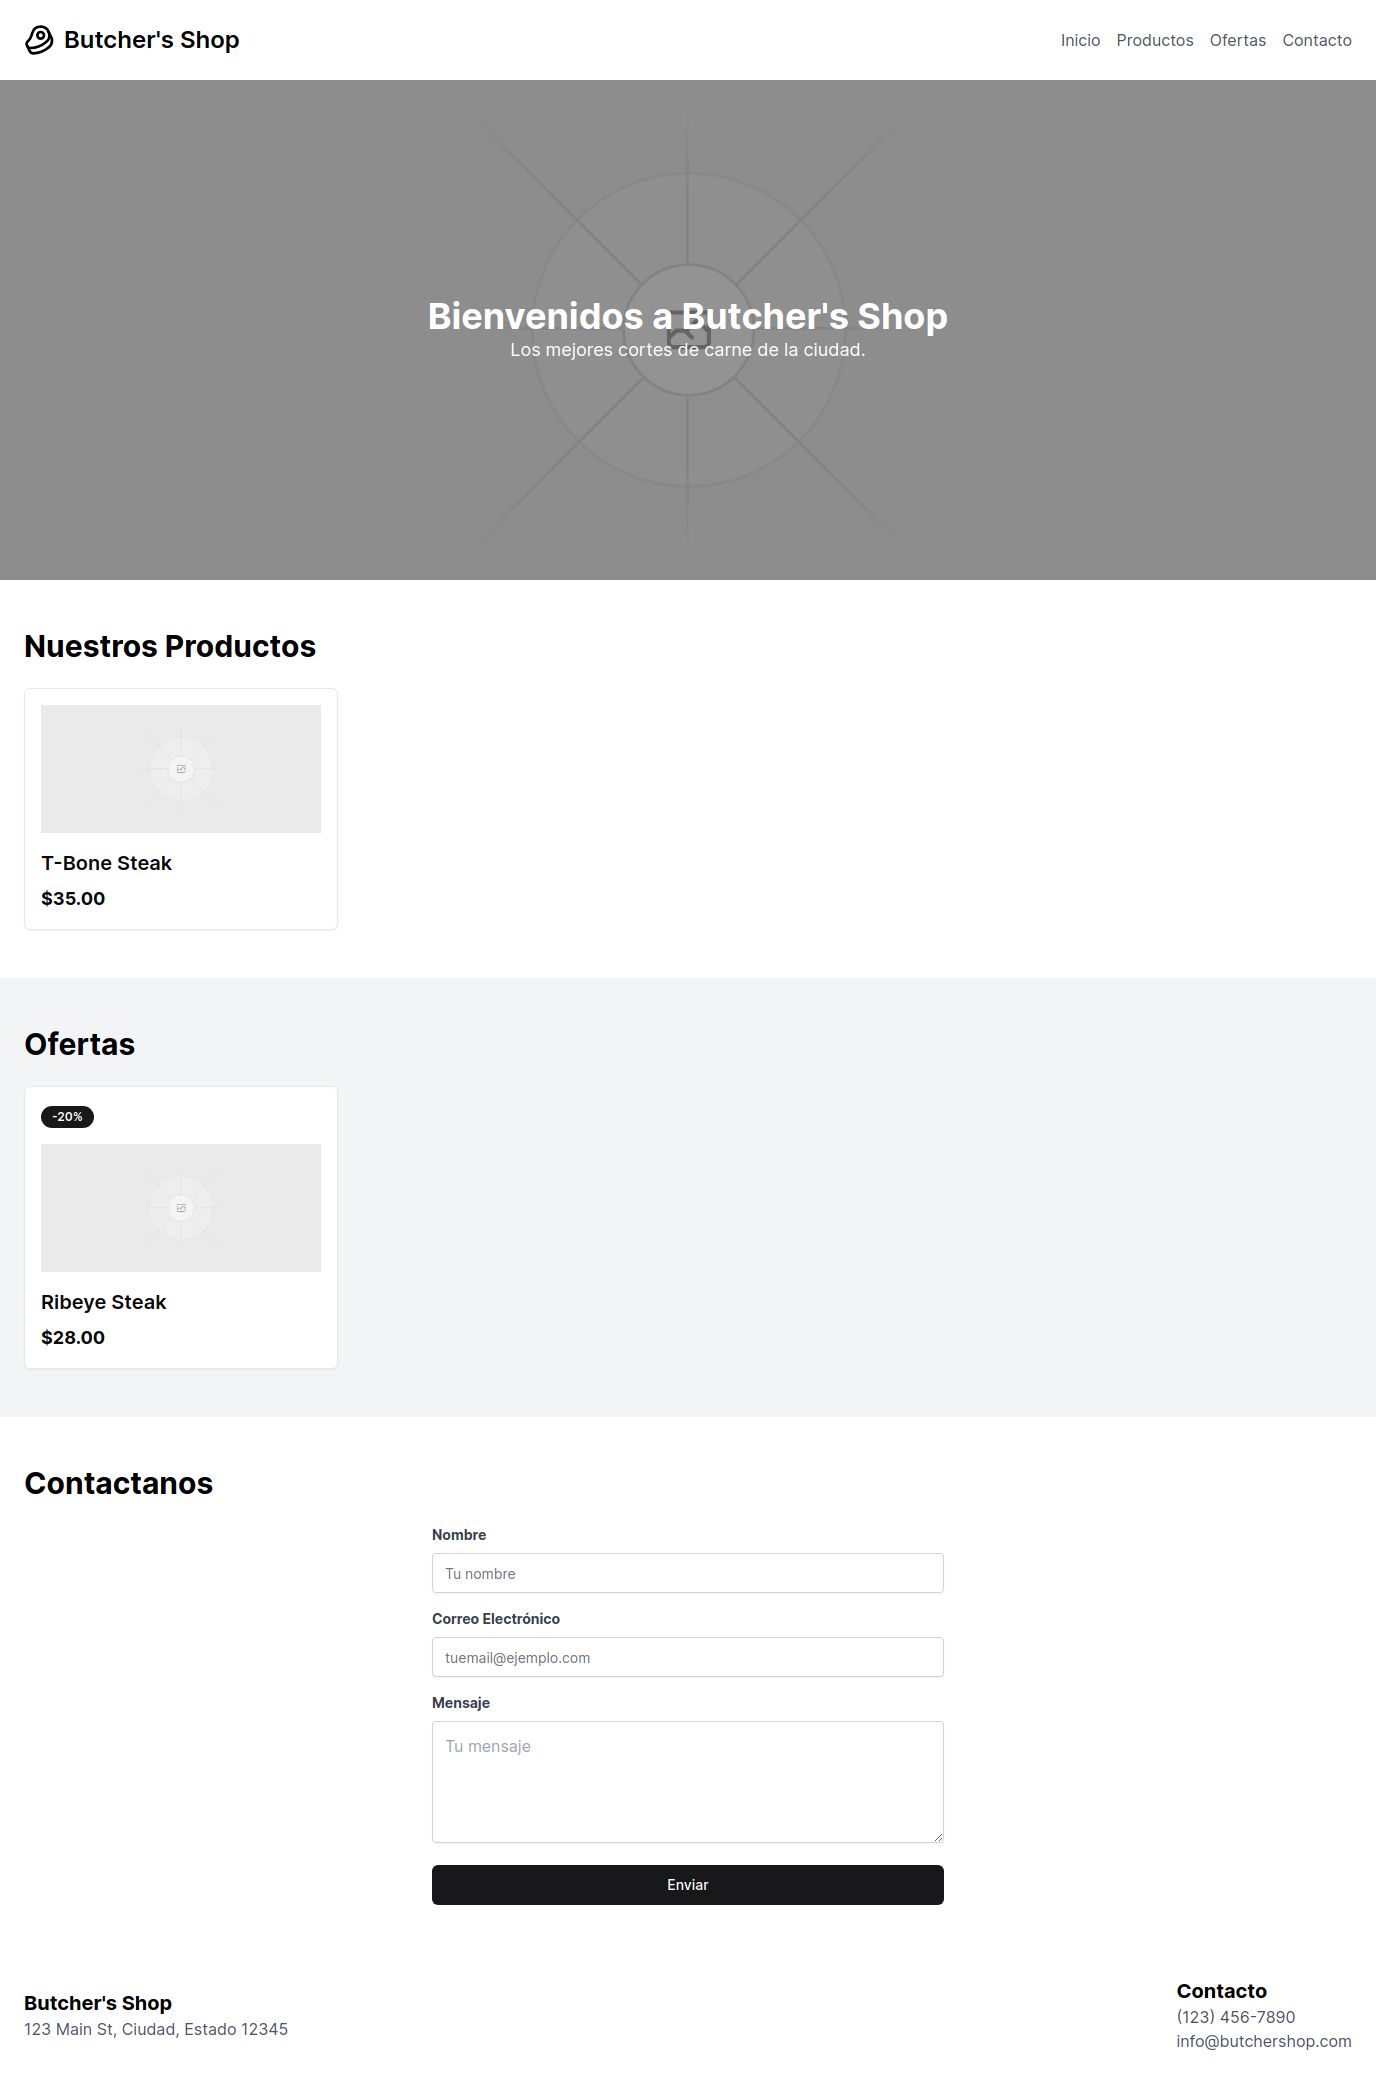 Butcher's Shop
Inicio Productos Ofertas Contacto
Bienvenidos a Butcher's Shop
Los mejores cortes de carne de la ciudad.
Nuestros Productos
T-Bone Steak
$35.00
Ofertas
-20%
Ribeye Steak
$28.00
Contactanos
Nombre
Tu nombre
Correo Electrónico
tuemail@ejemplo.com
Mensaje
Tu mensaje
Enviar
Butcher's Shop
123 Main St, Ciudad, Estado 12345
Contacto
(123) 456-7890
info@butchershop.com